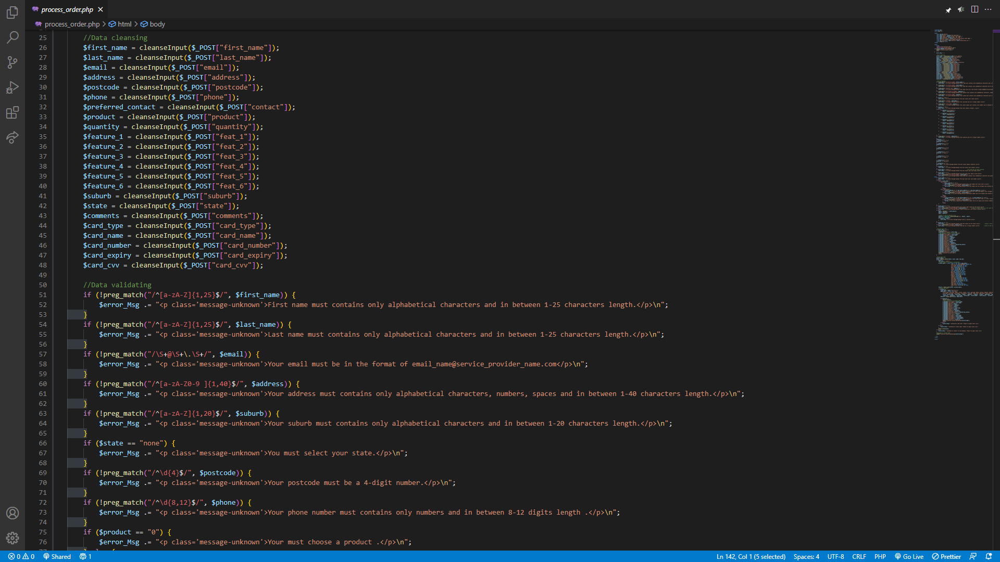 process_order.php
process_order.php > html > body
25 //Data cleansing
26 $first_name = cleanseInput($_POST["first_name"]);
27 $last_name = cleanseInput($_POST["last_name"]);
28 $email = cleanseInput($_POST["email"]);
29 $address = cleanseInput($_POST["address"]);
30 $postcode = cleanseInput($_POST["postcode"]);
31 $phone = cleanseInput($_POST["phone"]);
32 $preferred_contact = cleanseInput($_POST["contact"]);
33 $product = cleanseInput($_POST["product"]);
34 $quantity = cleanseInput($_POST["quantity"]);
35 $feature_1 = cleanseInput($_POST["feat_1"]);
36 $feature_2 = cleanseInput($_POST["feat_2"]);
37 $feature_3 = cleanseInput($_POST["feat_3"]);
38 $feature_4 = cleanseInput($_POST["feat_4"]);
39 $feature_5 = cleanseInput($_POST["feat_5"]);
40 $feature_6 = cleanseInput($_POST["feat_6"]);
41 $suburb = cleanseInput($_POST["suburb"]);
42 $state = cleanseInput($_POST["state"]);
43 $comments = cleanseInput($_POST["comments"]);
44 $card_type = cleanseInput($_POST["card_type"]);
45 $card_name = cleanseInput($_POST["card_name"]);
46 $card_number = cleanseInput($_POST["card_number"]);
47 $card_expiry = cleanseInput($_POST["card_expiry"]);
48 $card_cvv = cleanseInput($_POST["card_cvv"]);
49
50 //Data validating
51 if (!preg_match("/^[a-zA-Z]{1,25}$/", $first_name)) {
52 $error_Msg .= "<p class='message-unknown'>First name must contains only alphabetical characters and in between 1-25 characters length.</p>\n";
53 }
54 if (!preg_match("/^[a-zA-Z]{1,25}$/", $last_name)) {
55 $error_Msg .= "<p class='message-unknown'>Last name must contains only alphabetical characters and in between 1-25 characters length.</p>\n";
56 }
57 if (!preg_match("/\S+@\S+\.\S+/", $email)) {
58 $error_Msg .= "<p class='message-unknown'>Your email must be in the format of email_name@service_provider_name.com</p>\n";
59 }
60 if (!preg_match("/^[a-zA-Z0-9 ]{1,40}$/", $address)) {
61 $error_Msg .= "<p class='message-unknown'>Your address must contains only alphabetical characters, numbers, spaces and in between 1-40 characters length.</p>\n";
62 }
63 if (!preg_match("/^[a-zA-Z]{1,20}$/", $suburb)) {
64 $error_Msg .= "<p class='message-unknown'>Your suburb must contains only alphabetical characters and in between 1-20 characters length.</p>\n";
65 }
66 if ($state == "none") {
67 $error_Msg .= "<p class='message-unknown'>You must select your state.</p>\n";
68 }
69 if (!preg_match("/^\d{4}$/", $postcode)) {
70 $error_Msg .= "<p class='message-unknown'>Your postcode must be a 4-digit number.</p>\n";
71 }
72 if (!preg_match("/^\d{8,12}$/", $phone)) {
73 $error_Msg .= "<p class='message-unknown'>Your phone number must contains only numbers and in between 8-12 digits length .</p>\n";
74 }
75 if ($product == "0") {
76 $error_Msg .= "<p class='message-unknown'>Your must choose a product .</p>\n";
0 0 Shared 1 Ln 142, Col 1 (5 selected) Spaces: 4 UTF-8 CRLF PHP Go Live Prettier